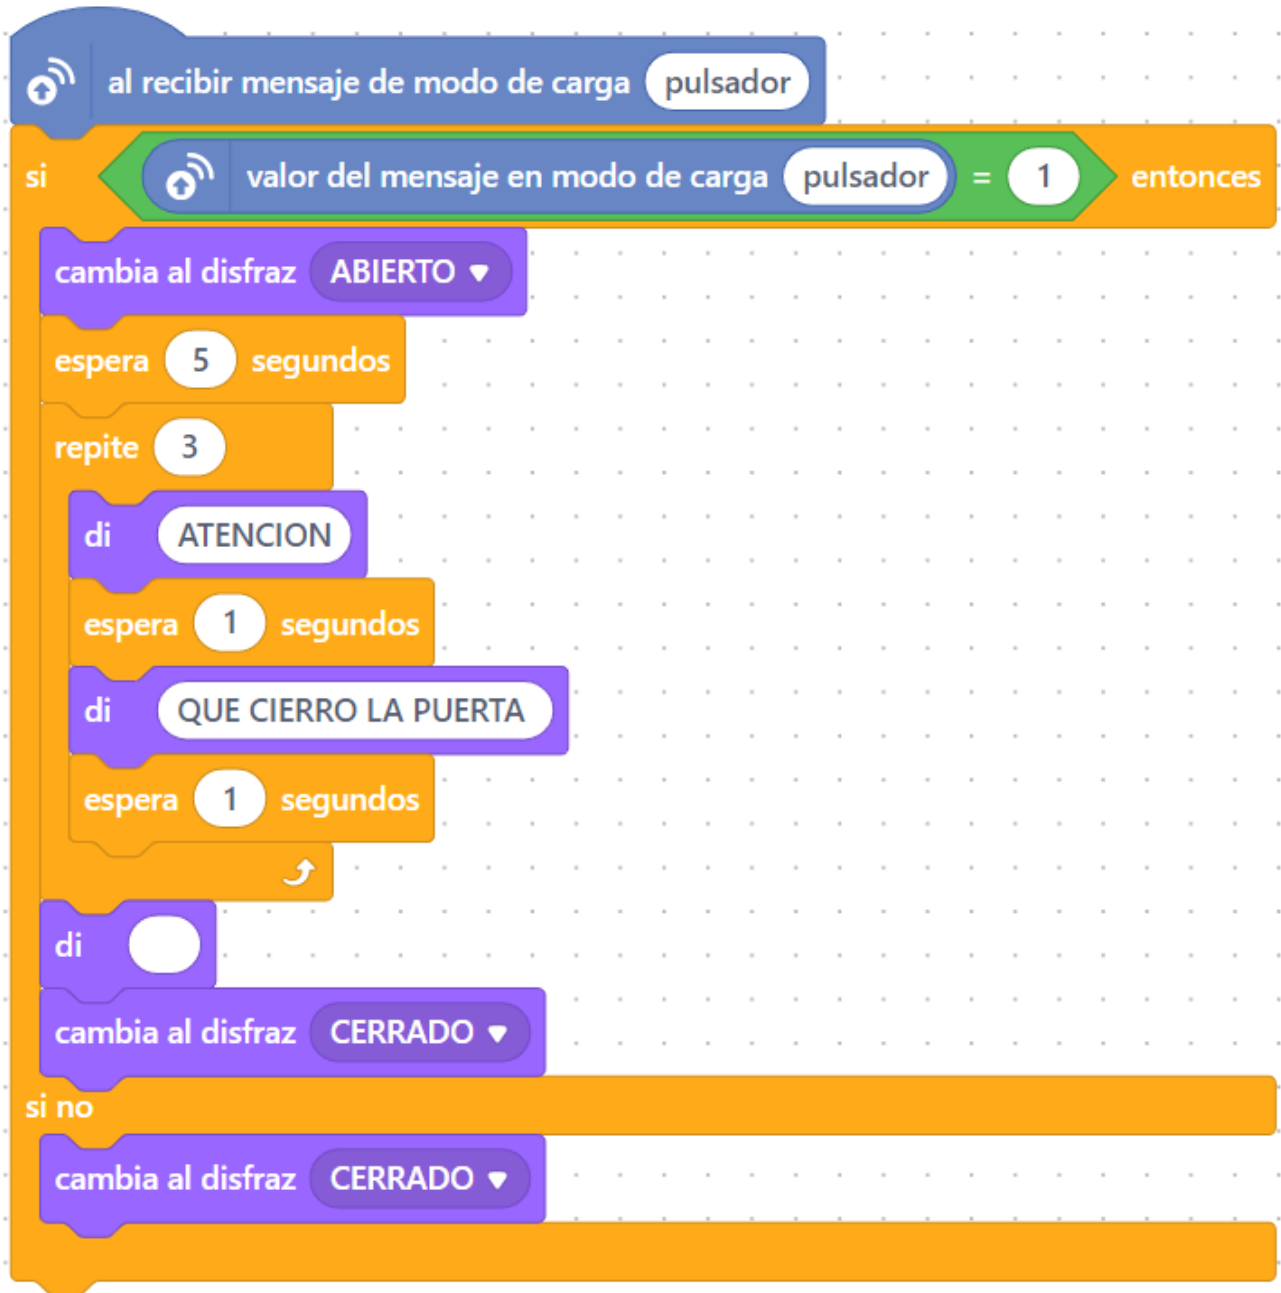 al recibir mensaje de modo de carga pulsador
si valor del mensaje en modo de carga pulsador = 1 entonces
cambia al disfraz ABIERTO
espera 5 segundos
repite 3
di ATENCION
espera 1 segundos
di QUE CIERRO LA PUERTA
espera 1 segundos
di
cambia al disfraz CERRADO
si no
cambia al disfraz CERRADO